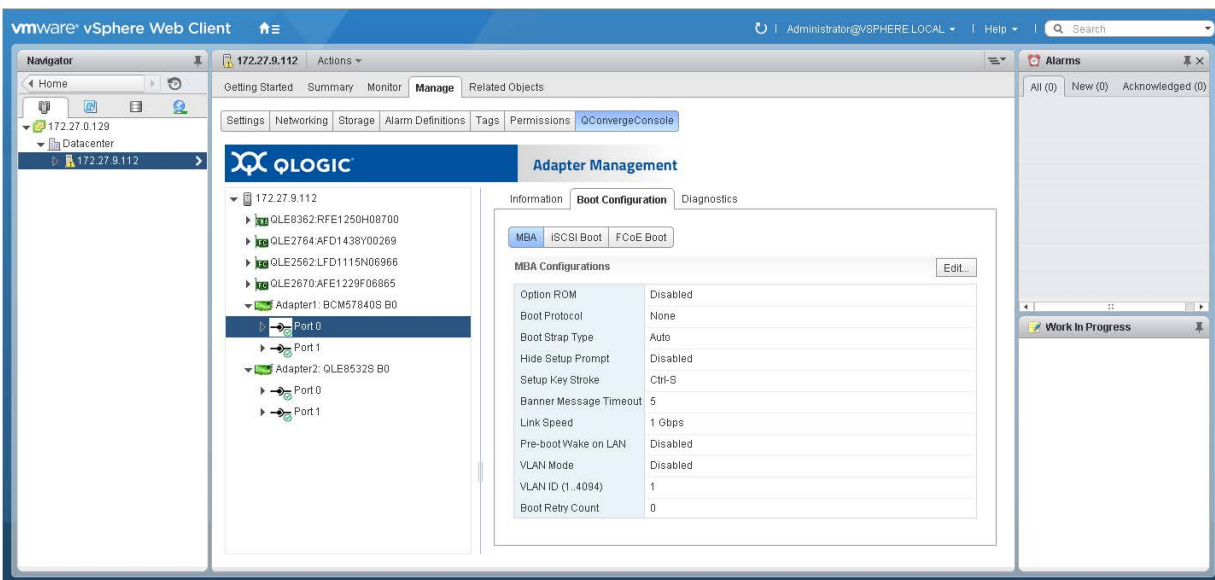 vmware® vSphere Web Client
Administrator@VSPHERE.LOCAL
Help
Search
Navigator
Home
172.27.0.129
Datacenter
172.27.9.112
172.27.9.112 Actions
Getting Started Summary Monitor Manage Related Objects
Settings Networking Storage Alarm Definitions Tags Permissions QConvergeConsole
QLOGIC Adapter Management
172.27.9.112
QLE8362:RFE1250H08700
QLE2764:AFD1438Y00269
QLE2562:LFD1115N06966
QLE2670:AFE1229F06865
Adapter1: BCM57840S B0
Port 0
Port 1
Adapter2: QLE8532S B0
Port 0
Port 1
Information Boot Configuration Diagnostics
MBA iSCSI Boot FCoE Boot
MBA Configurations Edit...
Option ROM Disabled
Boot Protocol None
Boot Strap Type Auto
Hide Setup Prompt Disabled
Setup Key Stroke Ctrl-S
Banner Message Timeout 5
Link Speed 1 Gbps
Pre-boot Wake on LAN Disabled
VLAN Mode Disabled
VLAN ID (1..4094) 1
Boot Retry Count 0
Alarms
All (0) New (0) Acknowledged (0)
Work In Progress